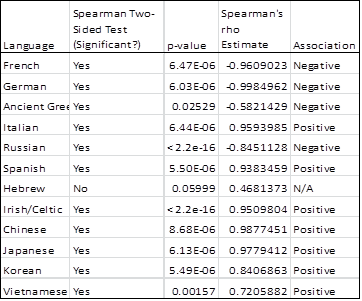 Language | Spearman Two-Sided Test (Significant?) | p-value | Spearman's rho Estimate | Association
French | Yes | 6.47E-06 | -0.9609023 | Negative
German | Yes | 6.03E-06 | -0.9984962 | Negative
Ancient Gree | Yes | 0.02529 | -0.5821429 | Negative
Italian | Yes | 6.44E-06 | 0.9593985 | Positive
Russian | Yes | <2.2e-16 | -0.8451128 | Negative
Spanish | Yes | 5.50E-06 | 0.9383459 | Positive
Hebrew | No | 0.05999 | 0.4681373 | N/A
Irish/Celtic | Yes | <2.2e-16 | 0.9509804 | Positive
Chinese | Yes | 8.68E-06 | 0.9877451 | Positive
Japanese | Yes | 6.13E-06 | 0.9779412 | Positive
Korean | Yes | 5.49E-06 | 0.8406863 | Positive
Vietnamese | Yes | 0.00157 | 0.7205882 | Positive